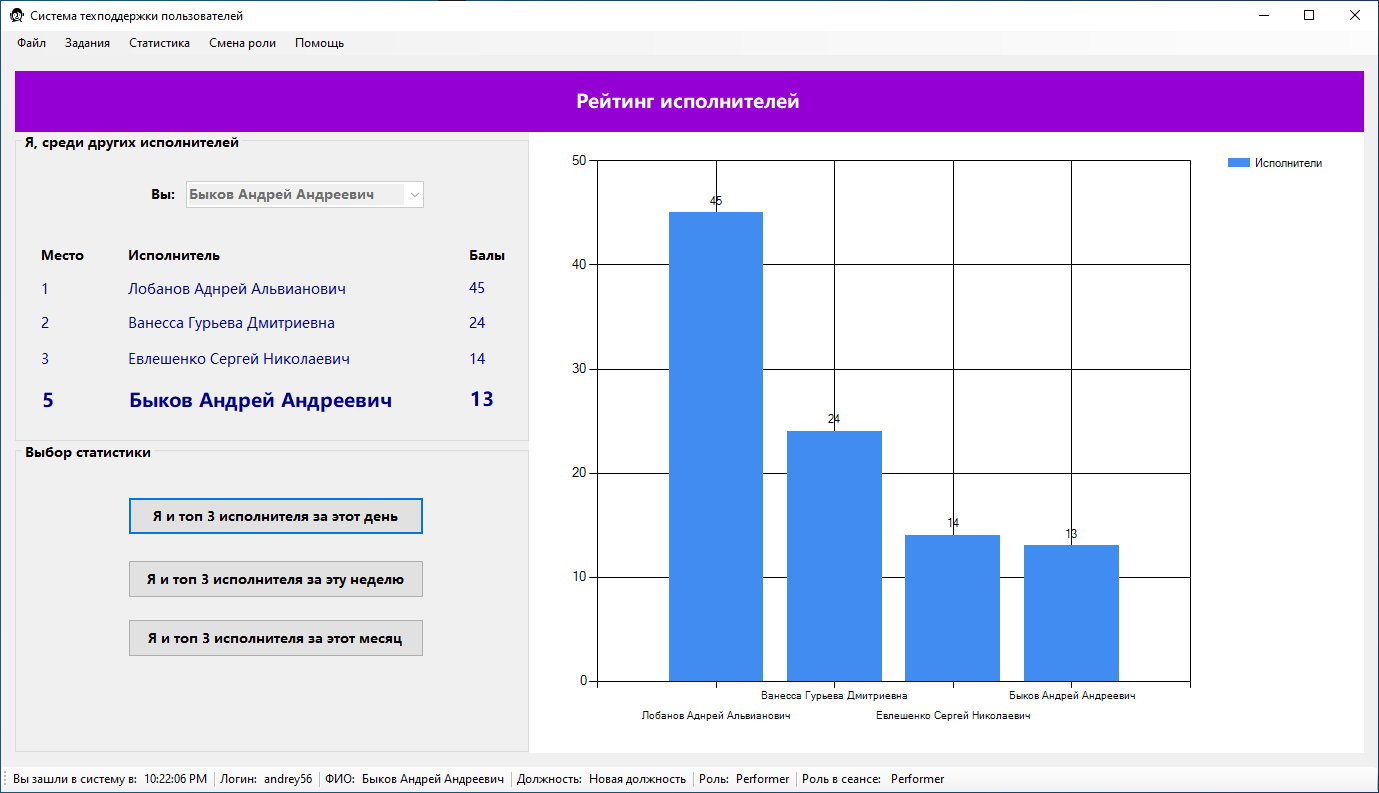 Система техподдержки пользователей
Файл Задания Статистика Смена роли Помощь
Рейтинг исполнителей
Я, среди других исполнителей
Вы: Быков Андрей Андреевич
Место Исполнитель Балы
1 Лобанов Аднрей Альвианович 45
2 Ванесса Гурьева Дмитриевна 24
3 Евлешенко Сергей Николаевич 14
5 Быков Андрей Андреевич 13
Выбор статистики
Я и топ 3 исполнителя за этот день
Я и топ 3 исполнителя за эту неделю
Я и топ 3 исполнителя за этот месяц
50
40
30
20
10
0
45
24
14
13
Ванесса Гурьева Дмитриевна Быков Андрей Андреевич
Лобанов Аднрей Альвианович Евлешенко Сергей Николаевич
Исполнители
Вы зашли в систему в: 10:22:06 PM Логин: andrey56 ФИО: Быков Андрей Андреевич Должность: Новая должность Роль: Performer Роль в сеансе: Performer